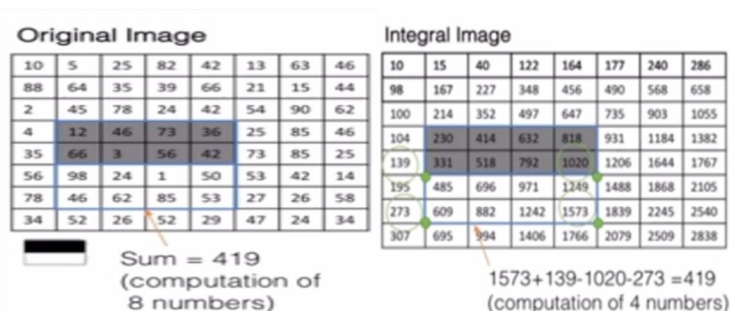 Original Image
10 5 25 82 42 13 63 46
88 64 35 39 66 21 15 44
2 45 78 24 42 54 90 62
4 12 46 73 36 25 85 46
35 66 3 56 42 73 85 25
56 98 24 1 50 53 42 14
78 46 62 85 53 27 26 58
34 52 26 52 29 47 24 34
Sum = 419
(computation of
8 numbers)
Integral Image
10 15 40 122 164 177 240 286
98 167 227 348 456 490 568 658
100 214 352 497 647 735 903 1055
104 230 414 632 818 931 1184 1382
139 331 518 792 1020 1206 1644 1767
195 485 696 971 1249 1488 1868 2105
273 609 882 1242 1573 1839 2245 2540
307 695 994 1406 1766 2079 2509 2838
1573+139-1020-273 =419
(computation of 4 numbers)